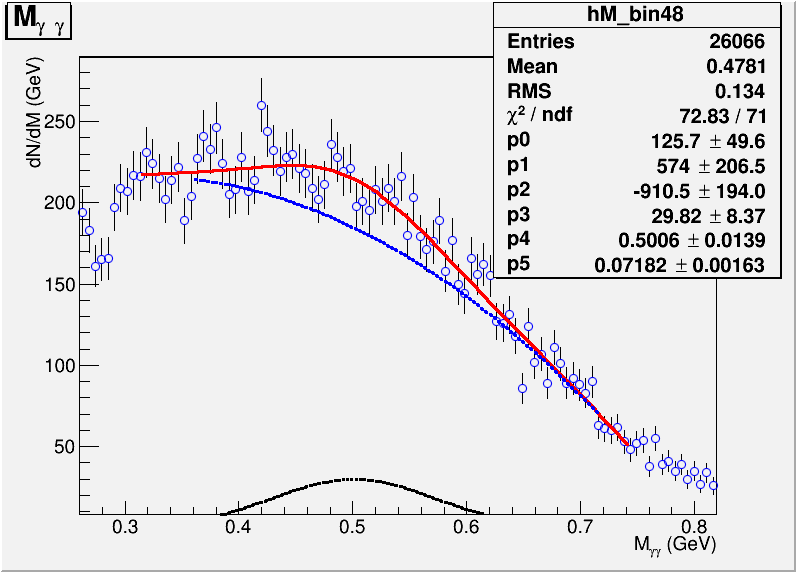 M_γγ
hM_bin48
Entries 26066
Mean 0.4781
RMS 0.134
χ² / ndf 72.83 / 71
p0 125.7 ± 49.6
p1 574 ± 206.5
p2 -910.5 ± 194.0
p3 29.82 ± 8.37
p4 0.5006 ± 0.0139
p5 0.07182 ± 0.00163
dN/dM (GeV)
250
200
150
100
50
0.3 0.4 0.5 0.6 0.7 0.8
M_γγ (GeV)